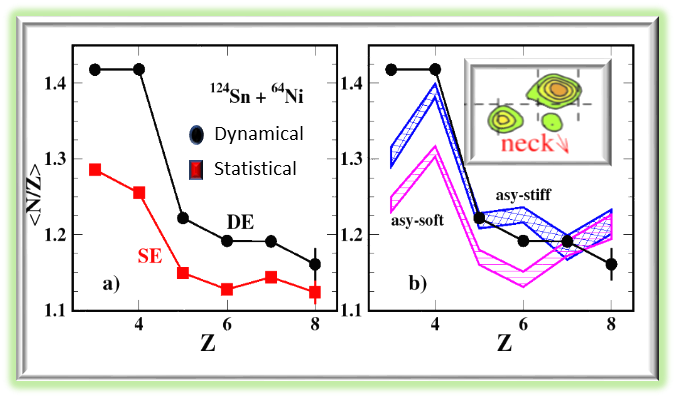 1.4
1.3
1.2
1.1
<N/Z>
¹²⁴Sn + ⁶⁴Ni
Dynamical
Statistical
DE
SE
a)
4
6
8
Z
1.4
1.3
1.2
1.1
neck
asy-stiff
asy-soft
b)
4
6
8
Z